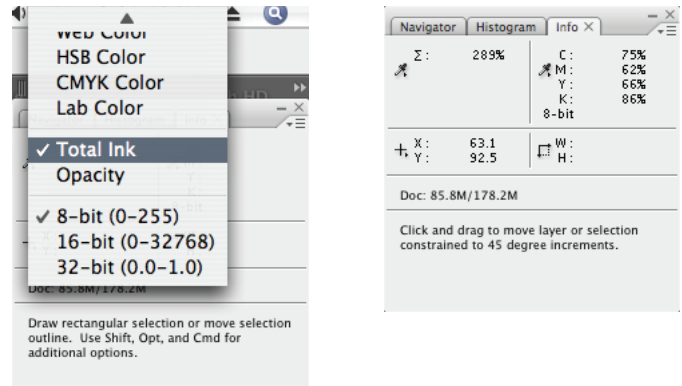 Web Color
HSB Color
CMYK Color
Lab Color
✓ Total Ink
Opacity
✓ 8-bit (0-255)
16-bit (0-32768)
32-bit (0.0-1.0)
Doc: 85.8M/178.2M
Draw rectangular selection or move selection
outline. Use Shift, Opt, and Cmd for
additional options.
Navigator Histogram Info ×
Σ: 289%
C: 75%
M: 62%
Y: 66%
K: 86%
8-bit
X: 63.1
Y: 92.5
W:
H:
Doc: 85.8M/178.2M
Click and drag to move layer or selection
constrained to 45 degree increments.